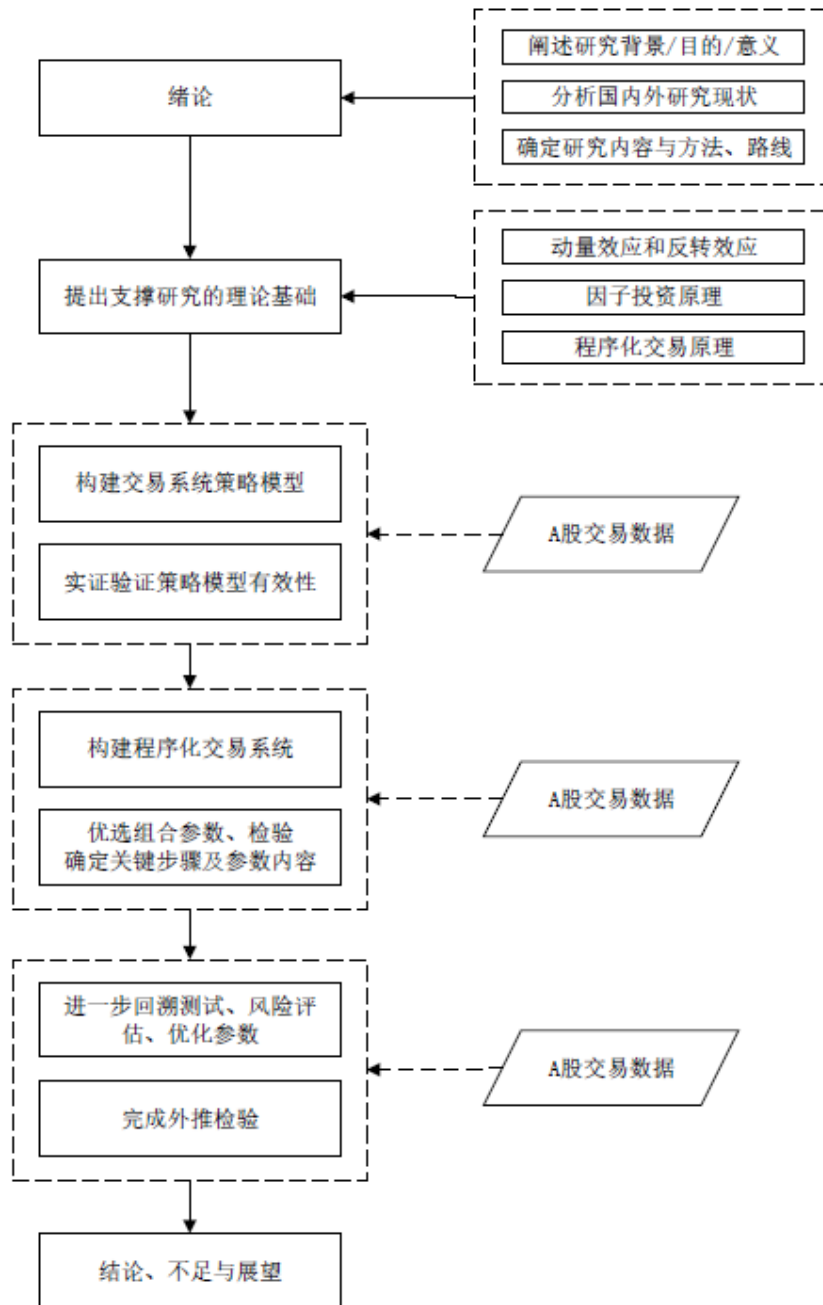 阐述研究背景/目的/意义
绪论
分析国内外研究现状
确定研究内容与方法、路线
动量效应和反转效应
提出支撑研究的理论基础
因子投资原理
程序化交易原理
构建交易系统策略模型
A股交易数据
实证验证策略模型有效性
构建程序化交易系统
A股交易数据
优选组合参数、检验
确定关键步骤及参数内容
进一步回溯测试、风险评
估、优化参数
A股交易数据
完成外推检验
结论、不足与展望